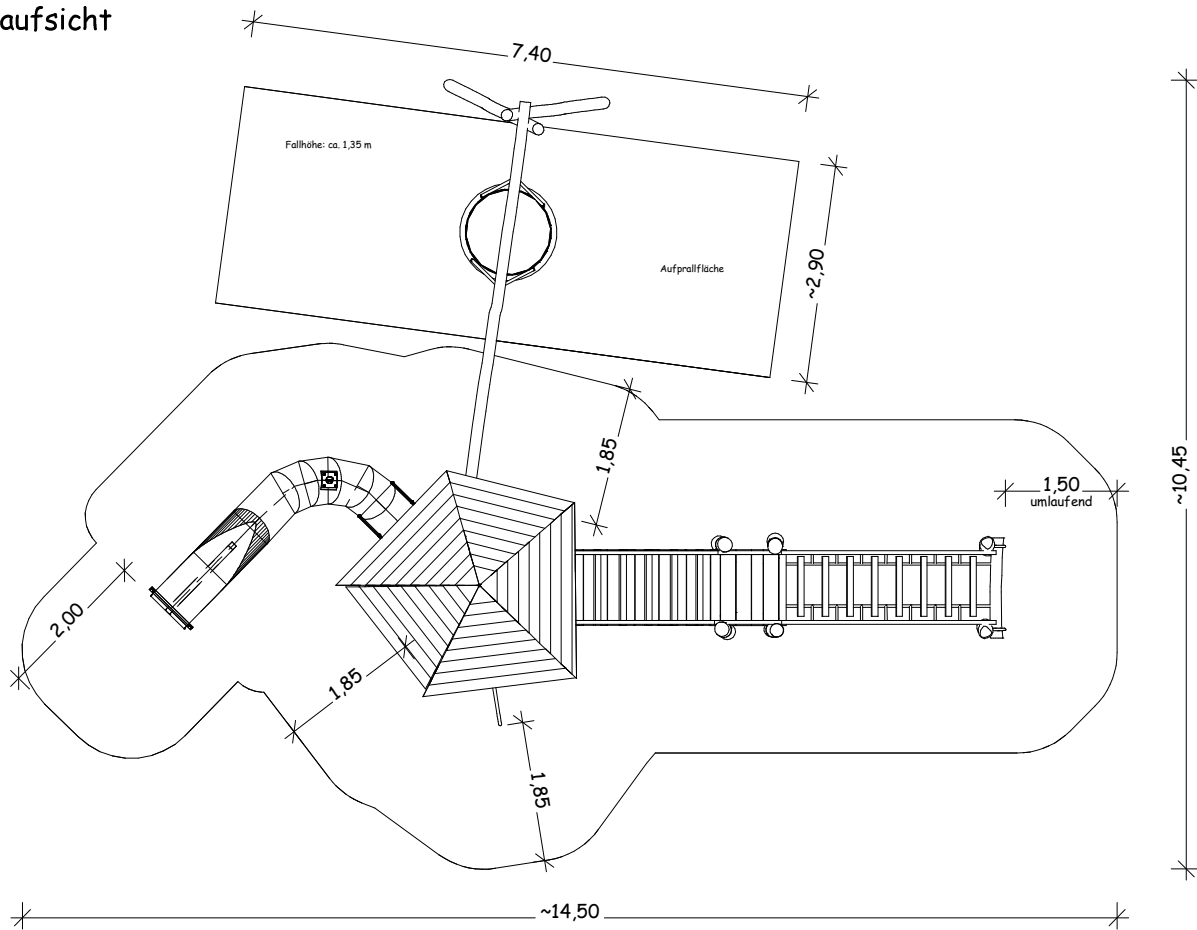 aufsicht
7,40
Fallhöhe: ca. 1,35 m
Aufprallfläche
~2,90
1,85
~10,45
1,50
umlaufend
2,00
1,85
1,85
~14,50